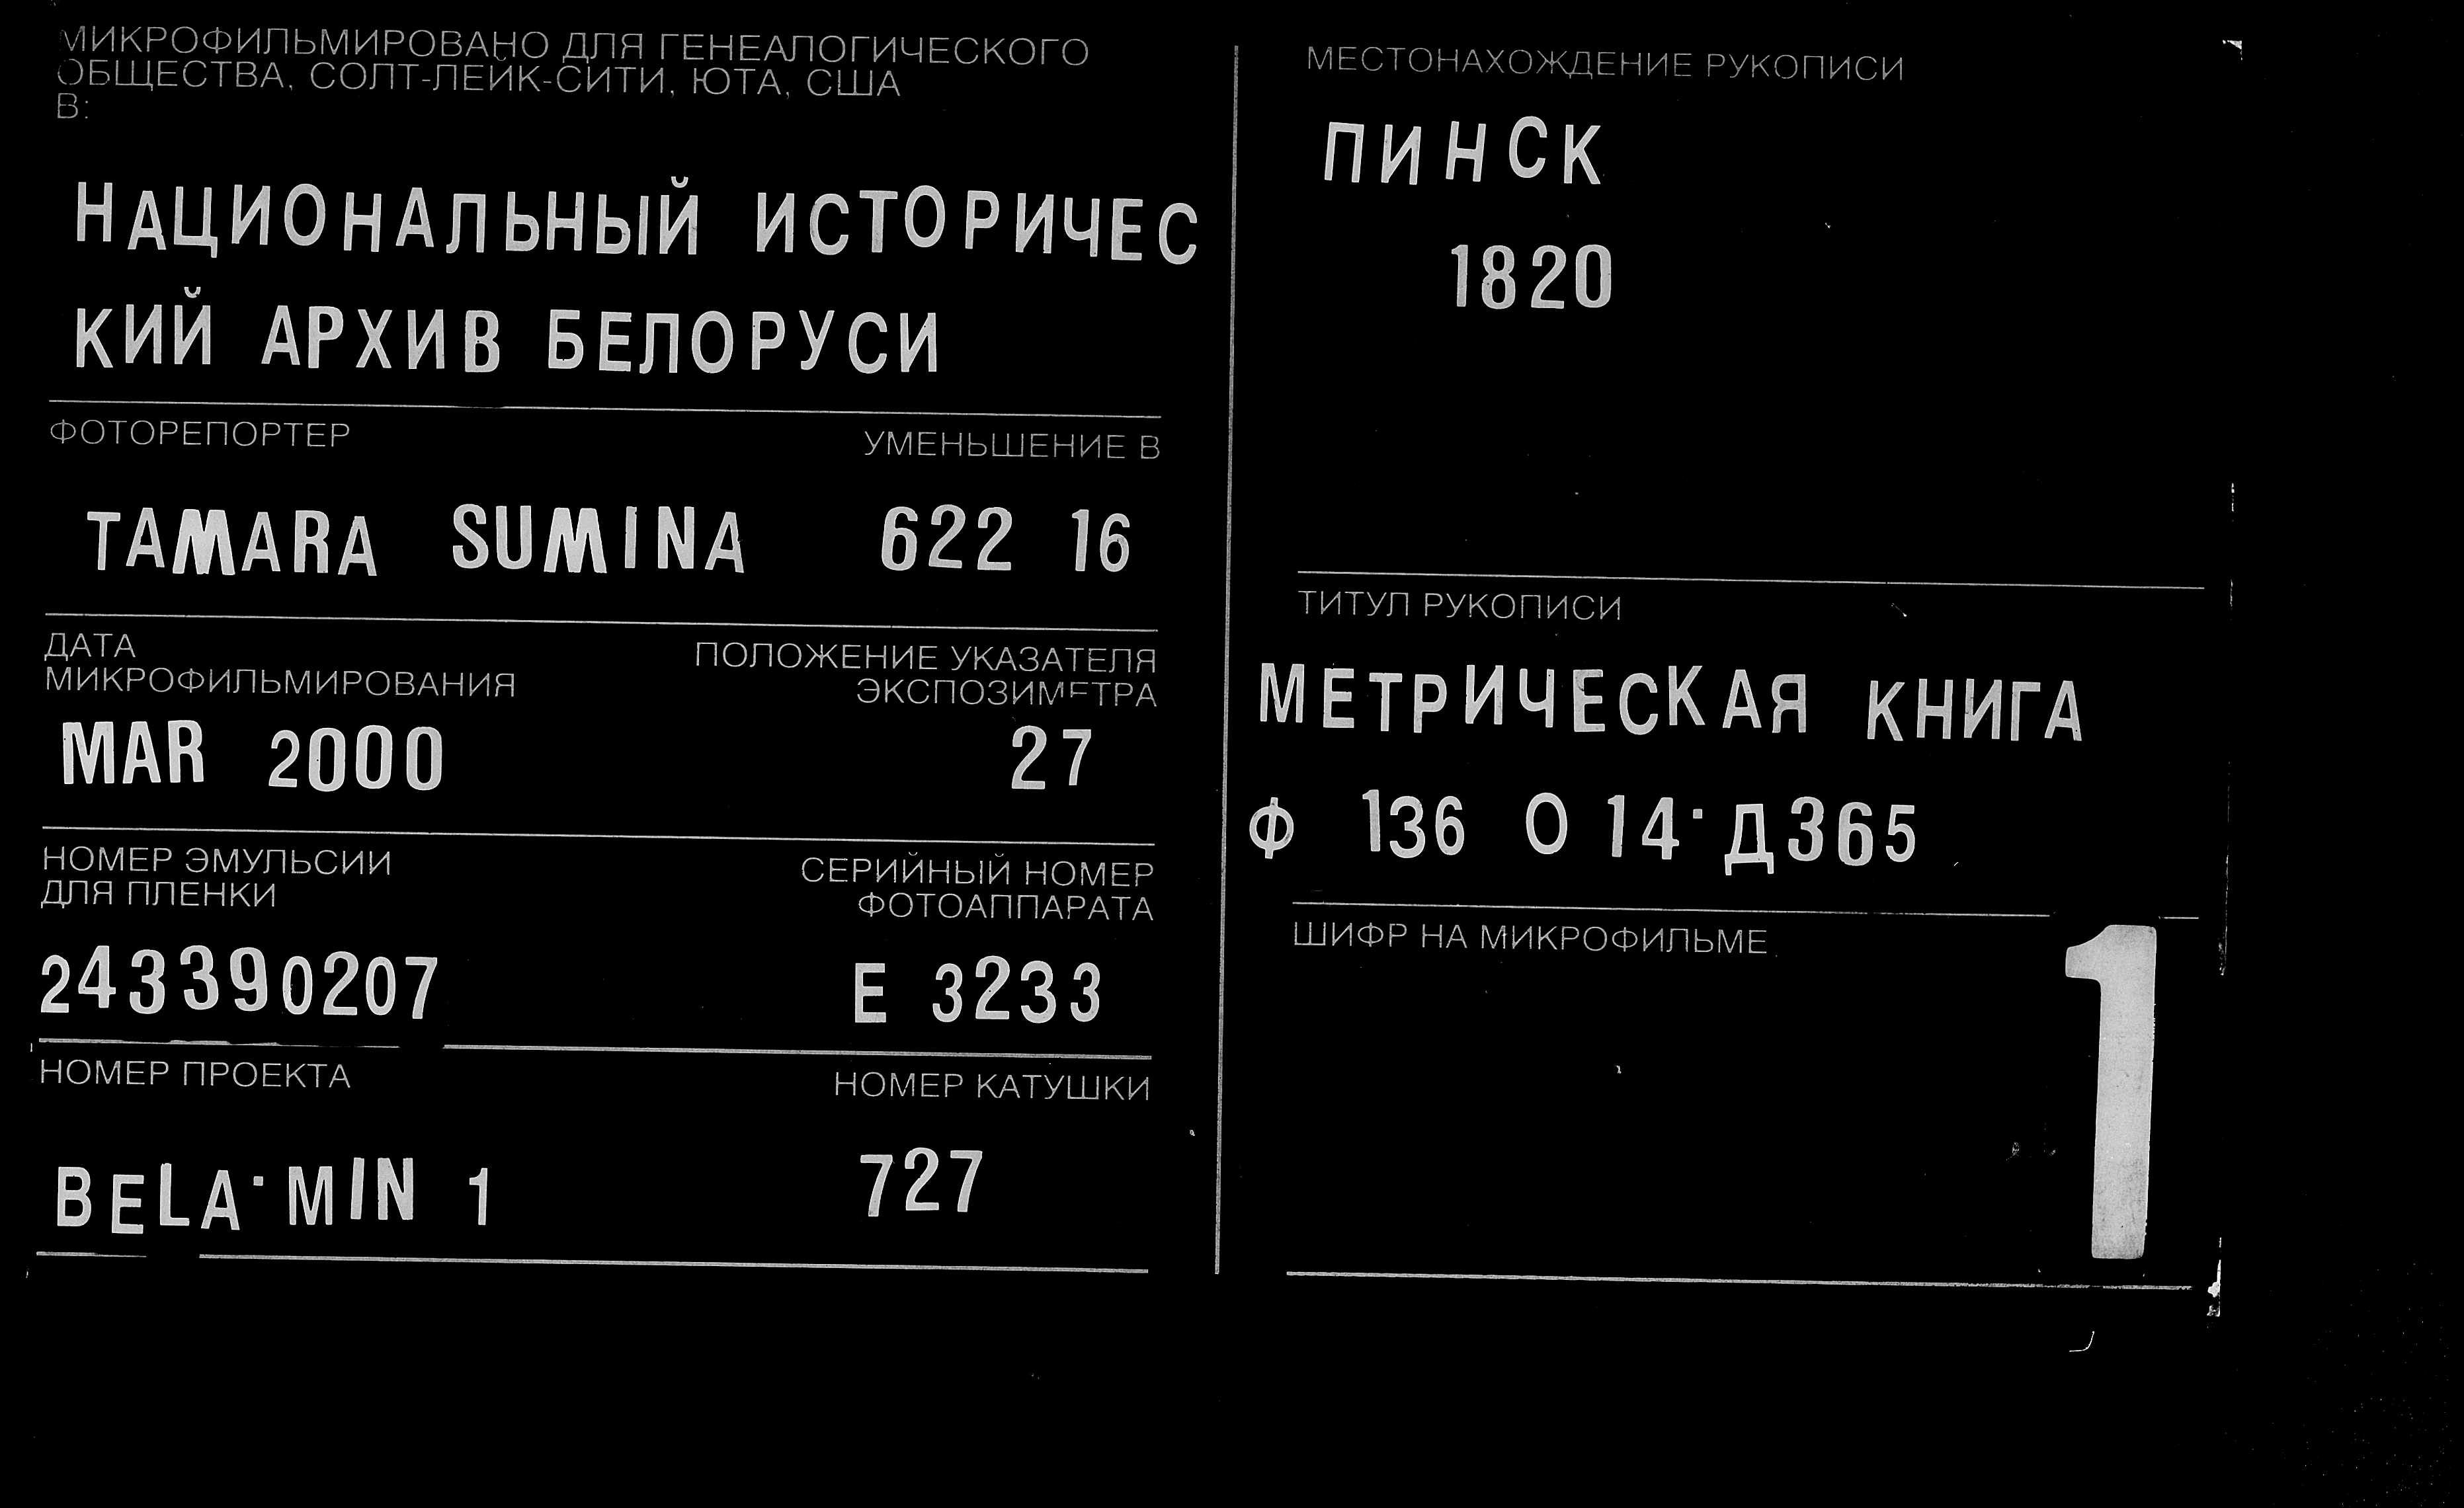 МИКРОФИЛЬМИРОВАНО ДЛЯ ГЕНЕАЛОГИЧЕСКОГО
ОБЩЕСТВА, СОЛТ-ЛЕЙК-СИТИ, ЮТА, США
В:
НАЦИОНАЛЬНЫЙ ИСТОРИЧЕС
КИЙ АРХИВ БЕЛОРУСИ
ФОТОРЕПОРТЕР УМЕНЬШЕНИЕ В
TAMARA SUMINA 622 16
ДАТА
МИКРОФИЛЬМИРОВАНИЯ
ПОЛОЖЕНИЕ УКАЗАТЕЛЯ
ЭКСПОЗИМЕТРА
MAR 2000 27
НОМЕР ЭМУЛЬСИИ
ДЛЯ ПЛЕНКИ
СЕРИЙНЫЙ НОМЕР
ФОТОАППАРАТА
243390207 E 3233
НОМЕР ПРОЕКТА НОМЕР КАТУШКИ
BELA·MIN 1 727
МЕСТОНАХОЖДЕНИЕ РУКОПИСИ
ПИНСК
1820
ТИТУЛ РУКОПИСИ
МЕТРИЧЕСКАЯ КНИГА
Ф 136 О 14·Д365
ШИФР НА МИКРОФИЛЬМЕ
1